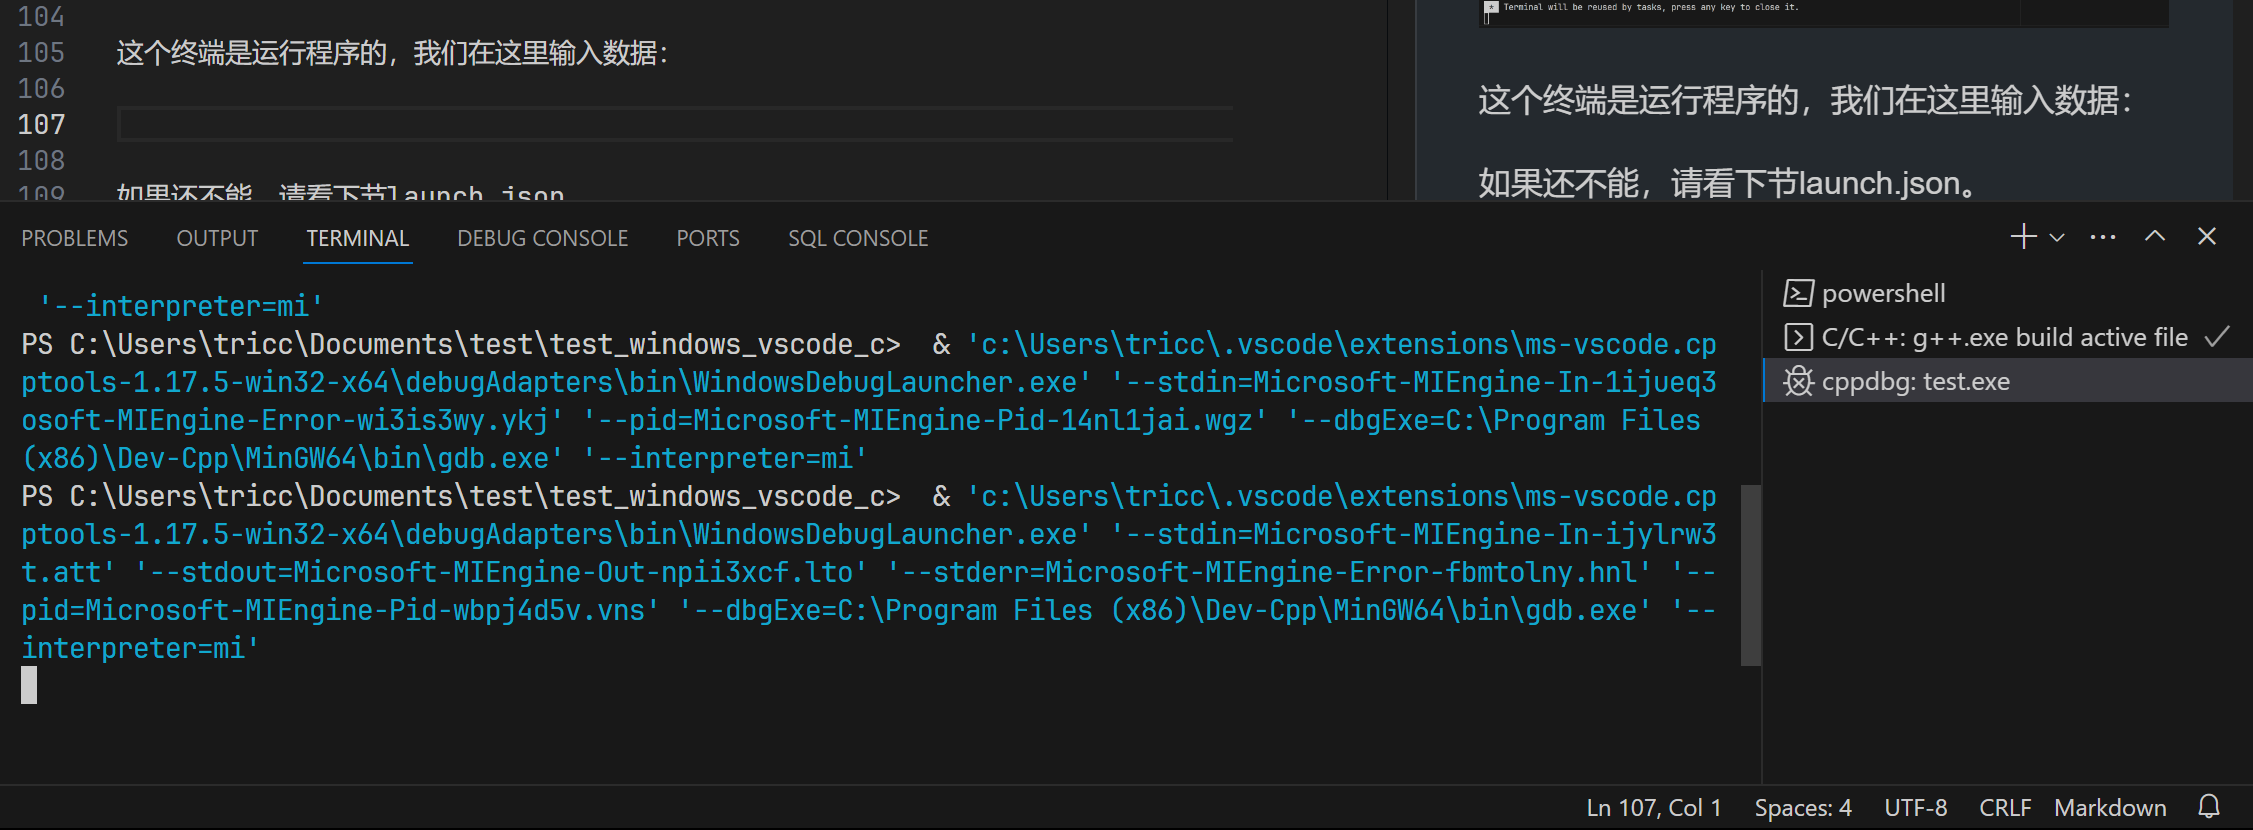 104
105 这个终端是运行程序的，我们在这里输入数据：
106
107
108
109 如果还不能，请看下节launch.json
* Terminal will be reused by tasks, press any key to close it.
这个终端是运行程序的，我们在这里输入数据：
如果还不能，请看下节launch.json。
PROBLEMS OUTPUT TERMINAL DEBUG CONSOLE PORTS SQL CONSOLE
'--interpreter=mi'
PS C:\Users\tricc\Documents\test\test_windows_vscode_c>  & 'c:\Users\tricc\.vscode\extensions\ms-vscode.cp
ptools-1.17.5-win32-x64\debugAdapters\bin\WindowsDebugLauncher.exe' '--stdin=Microsoft-MIEngine-In-1ijueq3
osoft-MIEngine-Error-wi3is3wy.ykj' '--pid=Microsoft-MIEngine-Pid-14nl1jai.wgz' '--dbgExe=C:\Program Files
(x86)\Dev-Cpp\MinGW64\bin\gdb.exe' '--interpreter=mi'
PS C:\Users\tricc\Documents\test\test_windows_vscode_c>  & 'c:\Users\tricc\.vscode\extensions\ms-vscode.cp
ptools-1.17.5-win32-x64\debugAdapters\bin\WindowsDebugLauncher.exe' '--stdin=Microsoft-MIEngine-In-ijylrw3
t.att' '--stdout=Microsoft-MIEngine-Out-npii3xcf.lto' '--stderr=Microsoft-MIEngine-Error-fbmtolny.hnl' '--
pid=Microsoft-MIEngine-Pid-wbpj4d5v.vns' '--dbgExe=C:\Program Files (x86)\Dev-Cpp\MinGW64\bin\gdb.exe' '--
interpreter=mi'
powershell
C/C++: g++.exe build active file
cppdbg: test.exe
Ln 107, Col 1 Spaces: 4 UTF-8 CRLF Markdown